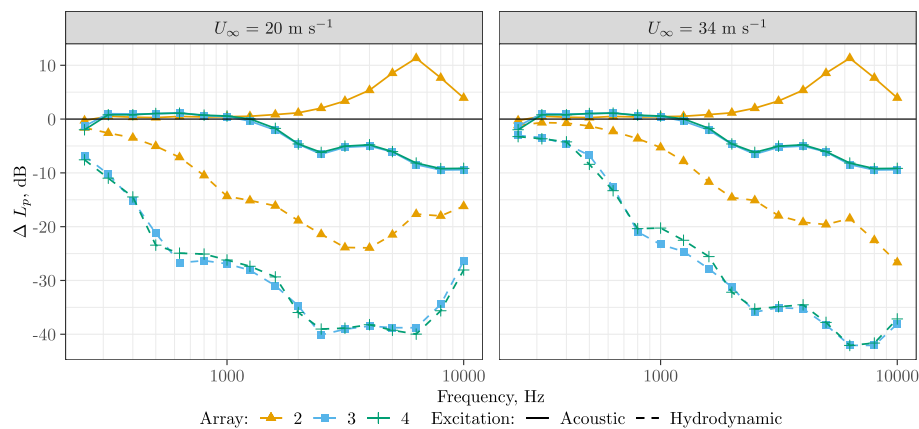 U∞ = 20 m s⁻¹
U∞ = 34 m s⁻¹
10
0
-10
-20
-30
-40
Δ Lₚ, dB
1000
10000
1000
10000
Frequency, Hz
Array: 2 3 4 Excitation: Acoustic Hydrodynamic